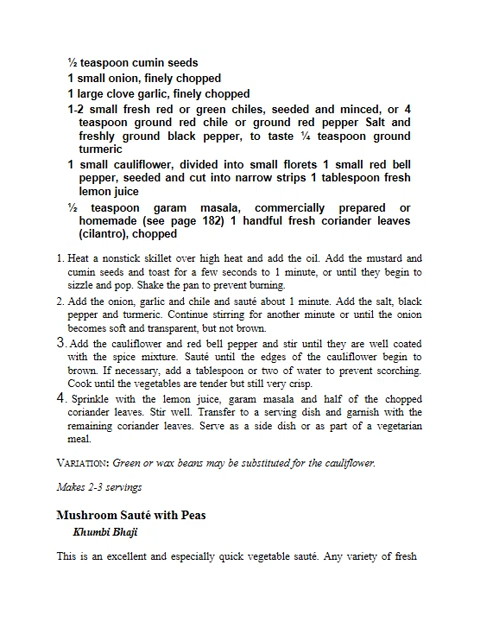 ½ teaspoon cumin seeds
1 small onion, finely chopped
1 large clove garlic, finely chopped
1-2 small fresh red or green chiles, seeded and minced, or 4
teaspoon ground red chile or ground red pepper Salt and
freshly ground black pepper, to taste ¼ teaspoon ground
turmeric
1 small cauliflower, divided into small florets 1 small red bell
pepper, seeded and cut into narrow strips 1 tablespoon fresh
lemon juice
½ teaspoon garam masala, commercially prepared or
homemade (see page 182) 1 handful fresh coriander leaves
(cilantro), chopped
1. Heat a nonstick skillet over high heat and add the oil. Add the mustard and
cumin seeds and toast for a few seconds to 1 minute, or until they begin to
sizzle and pop. Shake the pan to prevent burning.
2. Add the onion, garlic and chile and sauté about 1 minute. Add the salt, black
pepper and turmeric. Continue stirring for another minute or until the onion
becomes soft and transparent, but not brown.
3. Add the cauliflower and red bell pepper and stir until they are well coated
with the spice mixture. Sauté until the edges of the cauliflower begin to
brown. If necessary, add a tablespoon or two of water to prevent scorching.
Cook until the vegetables are tender but still very crisp.
4. Sprinkle with the lemon juice, garam masala and half of the chopped
coriander leaves. Stir well. Transfer to a serving dish and garnish with the
remaining coriander leaves. Serve as a side dish or as part of a vegetarian
meal.
VARIATION: Green or wax beans may be substituted for the cauliflower.
Makes 2-3 servings
Mushroom Sauté with Peas
Khumbi Bhaji
This is an excellent and especially quick vegetable sauté. Any variety of fresh